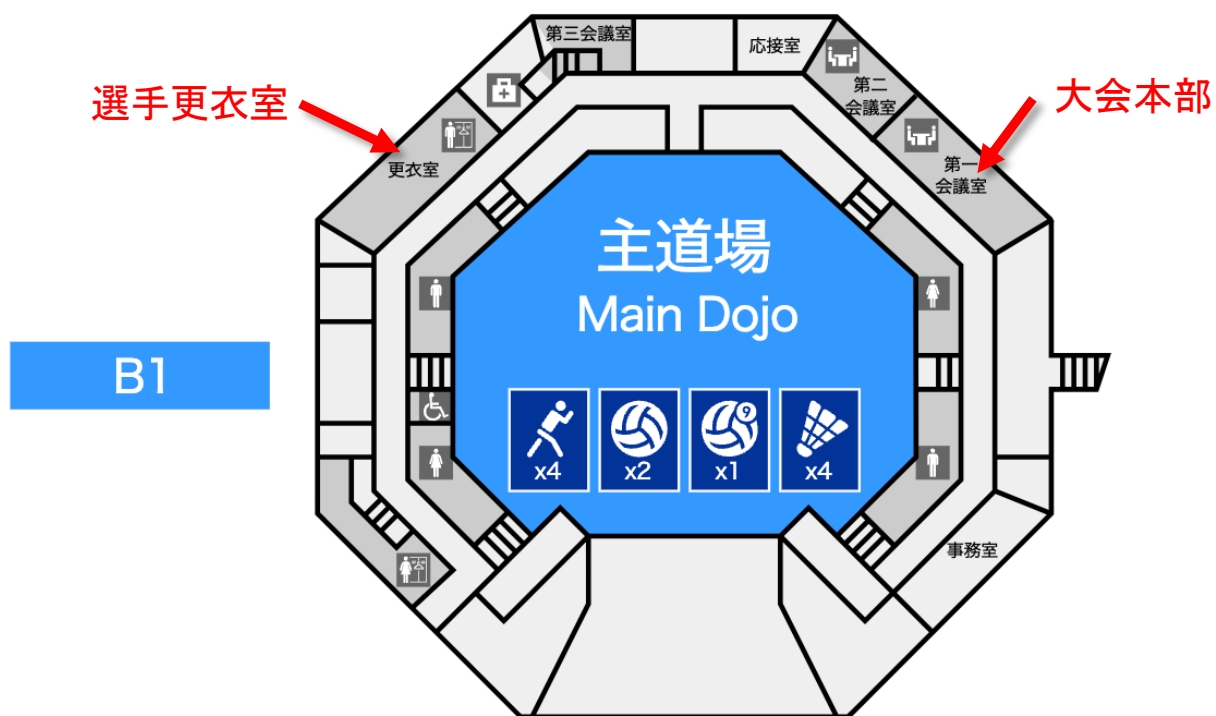 第三会議室
応接室
選手更衣室
第二
会議室
大会本部
更衣室
第一
会議室
主道場
Main Dojo
B1
9
x4
x2
x1
x4
事務室